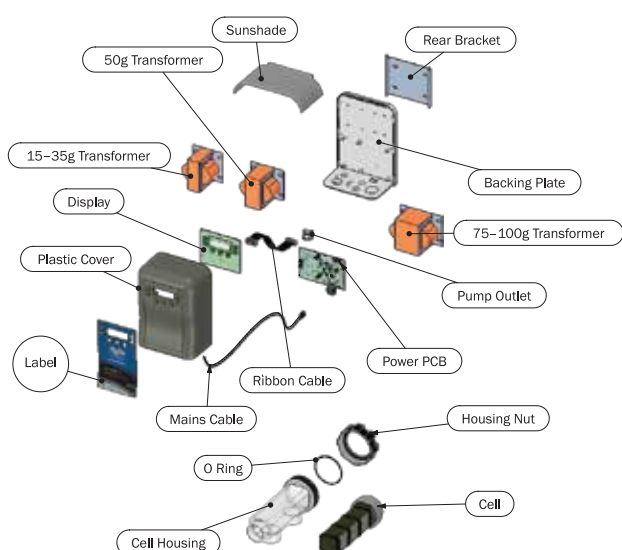 Sunshade
Rear Bracket
50g Transformer
15–35g Transformer
Backing Plate
Display
75–100g Transformer
Plastic Cover
Pump Outlet
Label
Power PCB
Ribbon Cable
Mains Cable
Housing Nut
O Ring
Cell
Cell Housing